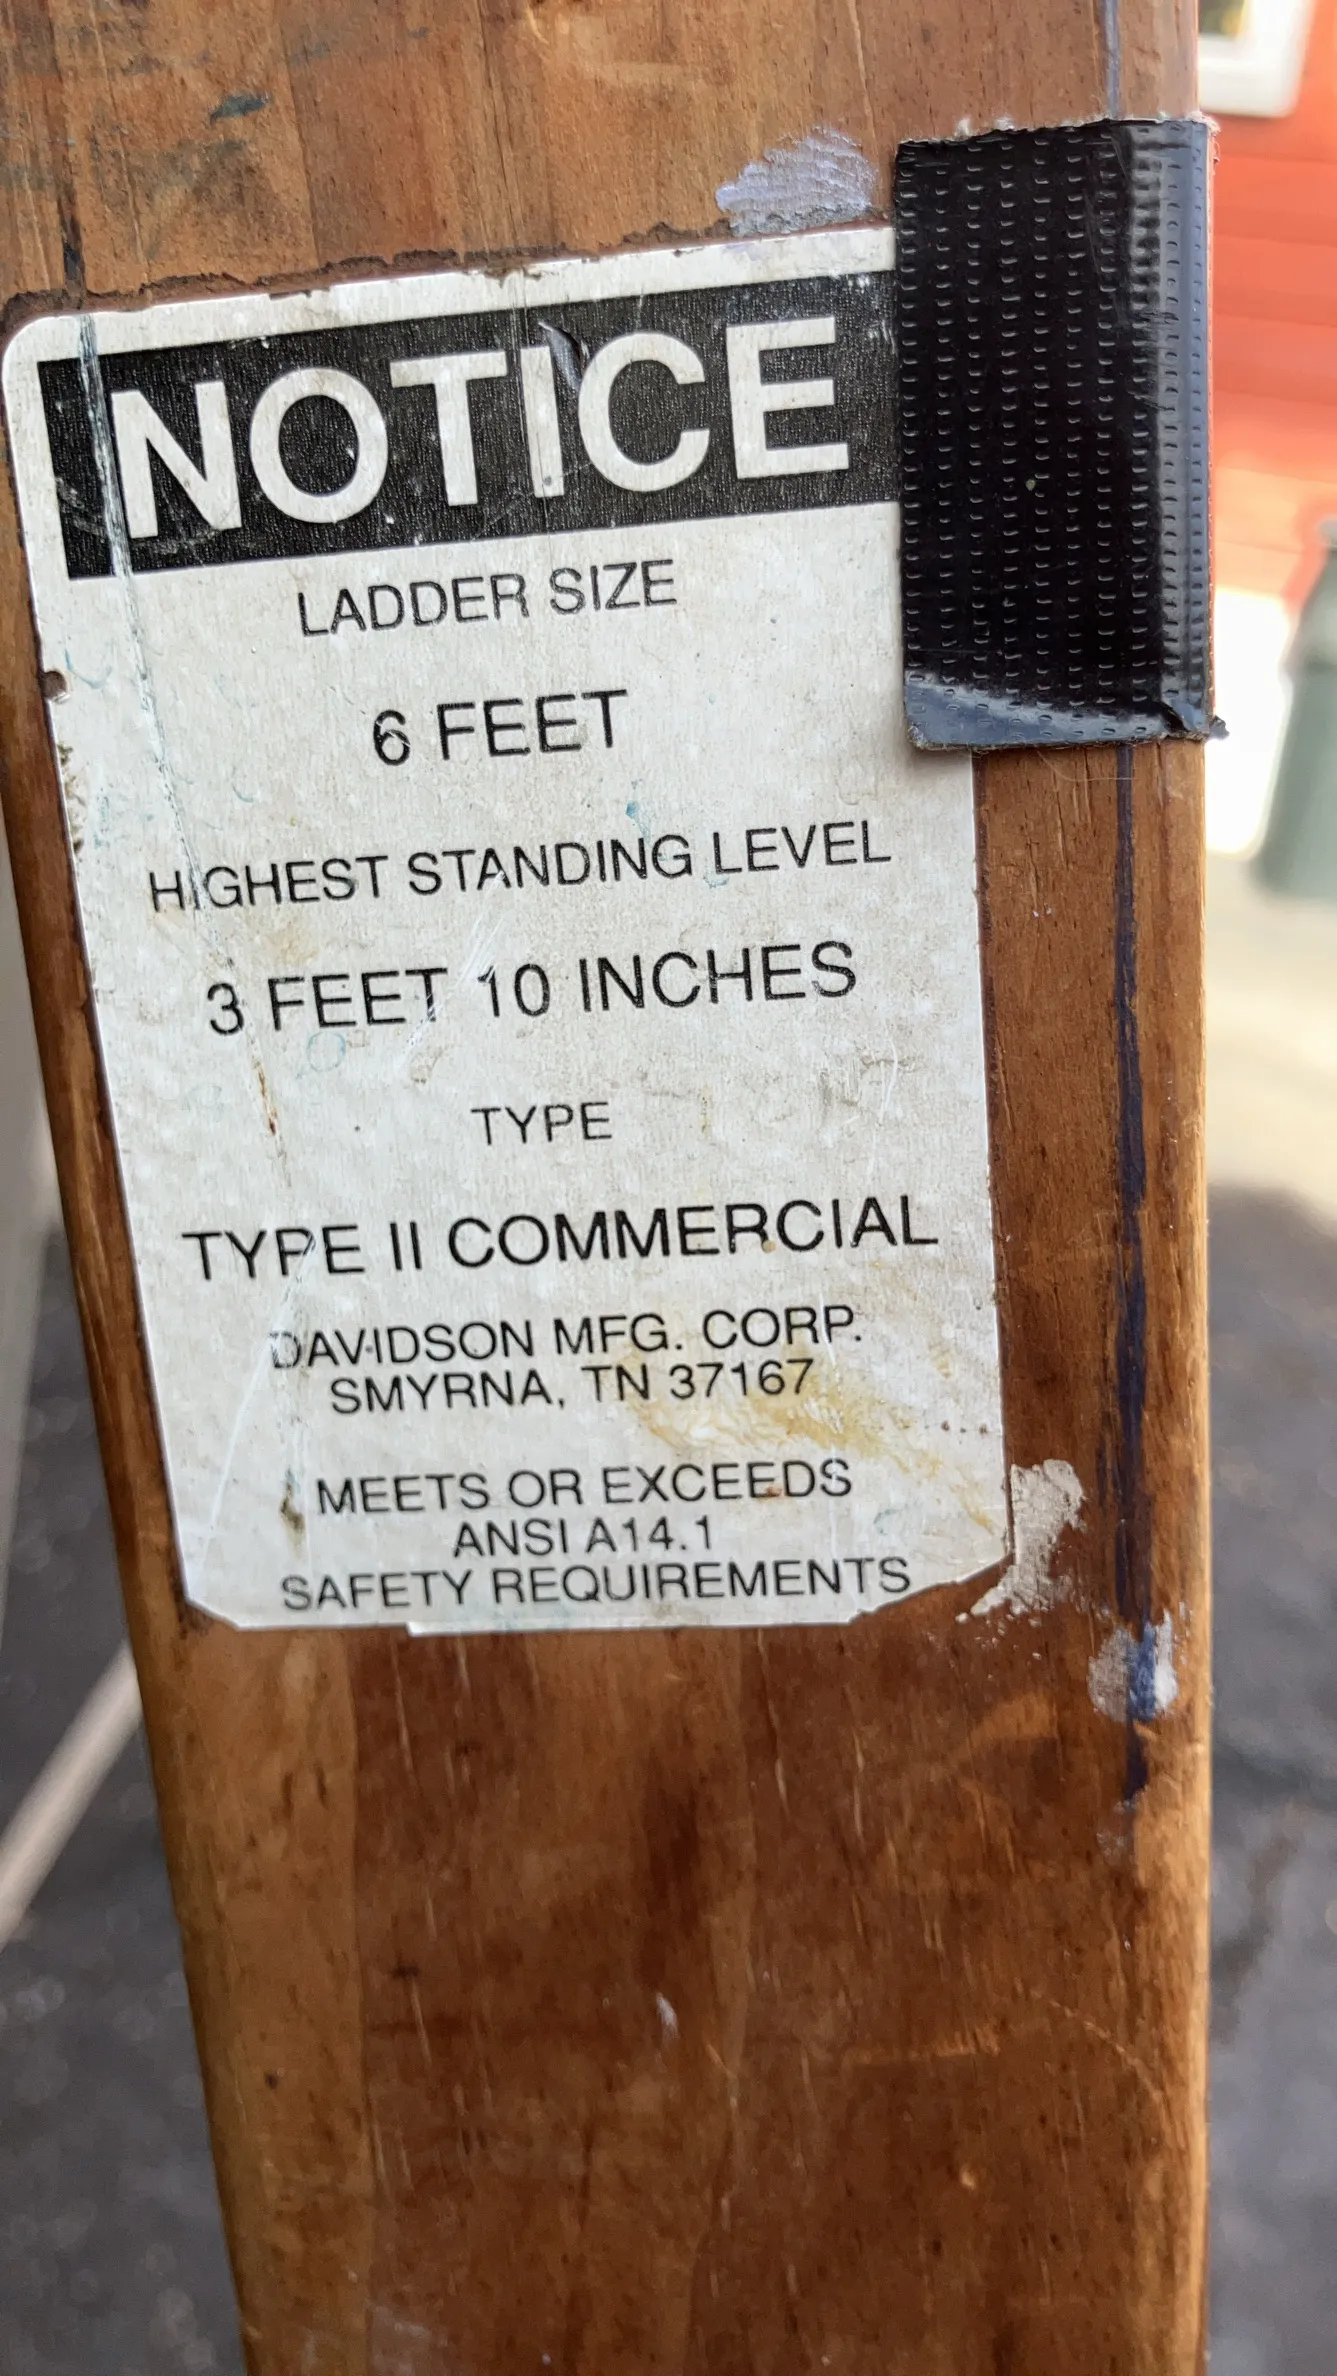 NOTICE
LADDER SIZE
6 FEET
HIGHEST STANDING LEVEL
3 FEET 10 INCHES
TYPE
TYPE II COMMERCIAL
DAVIDSON MFG. CORP.
SMYRNA, TN 37167
MEETS OR EXCEEDS
ANSI A14.1
SAFETY REQUIREMENTS